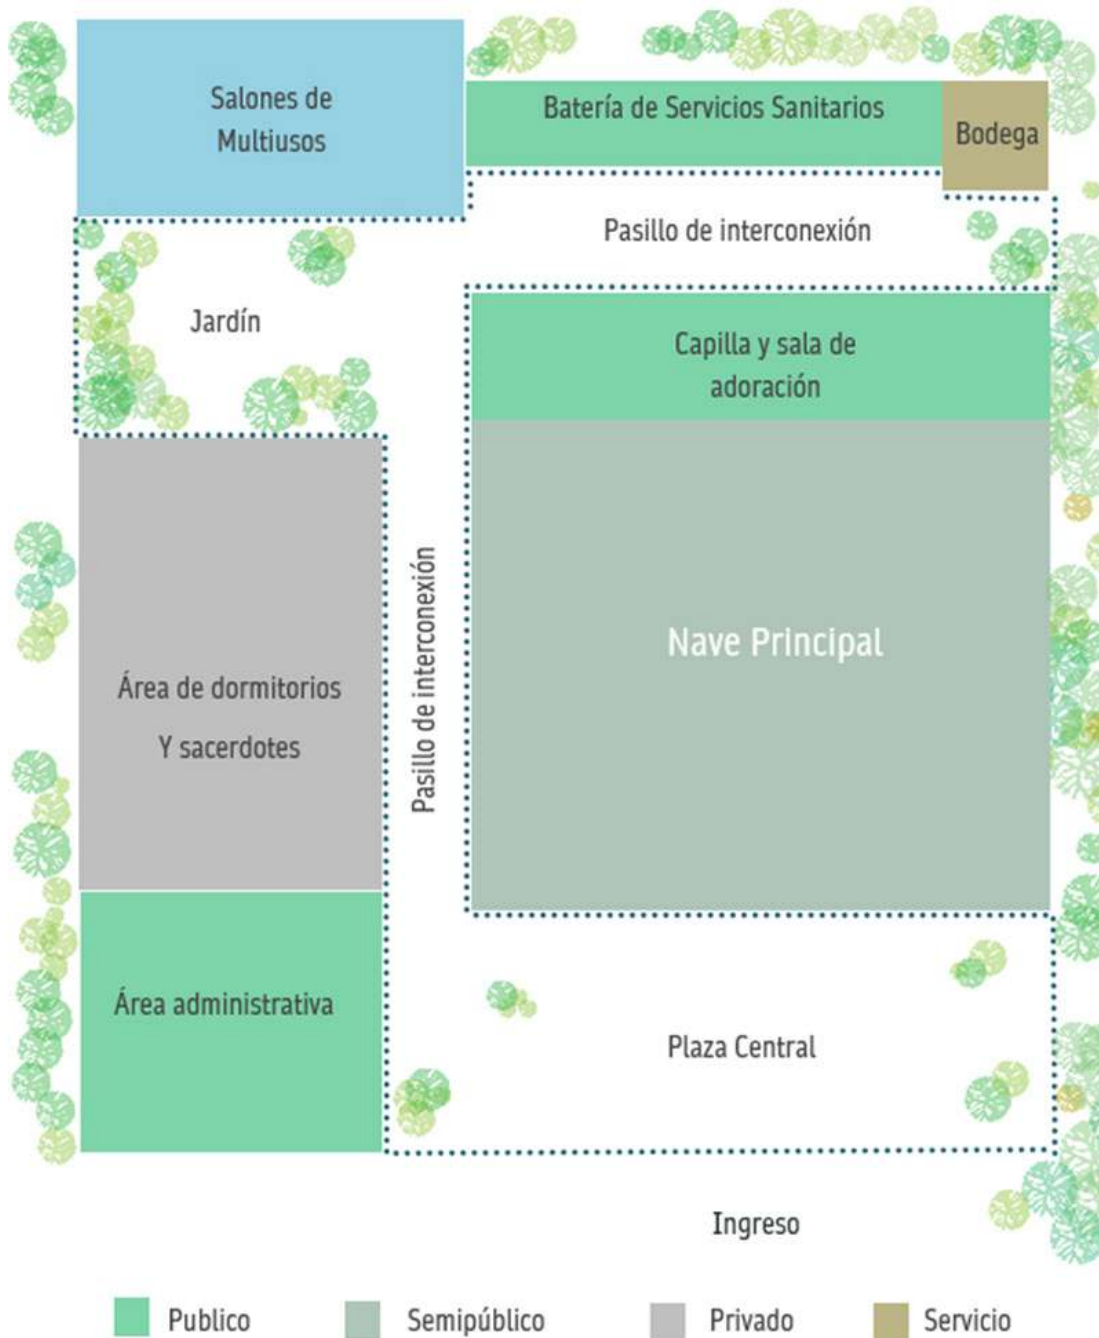 Salones de
Multiusos
Batería de Servicios Sanitarios
Bodega
Pasillo de interconexión
Jardín
Capilla y sala de
adoración
Pasillo de interconexión
Nave Principal
Área de dormitorios
Y sacerdotes
Área administrativa
Plaza Central
Ingreso
Publico
Semipúblico
Privado
Servicio